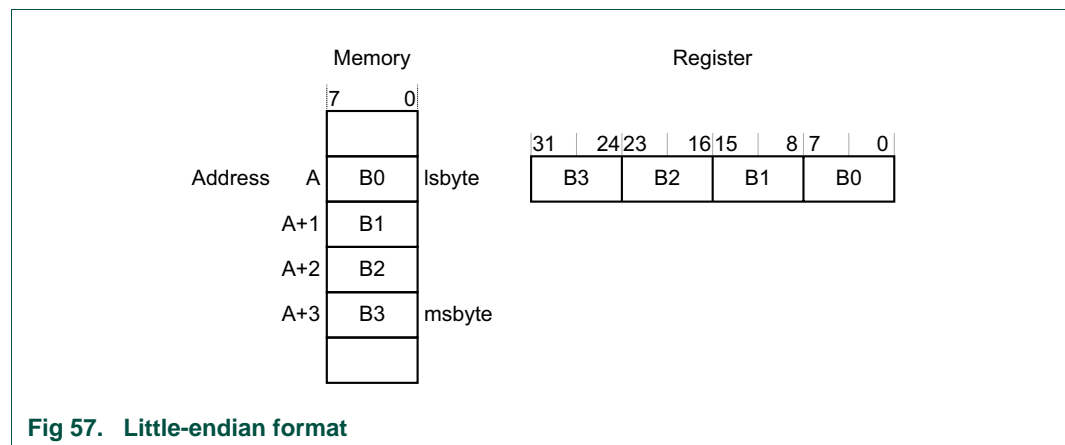 Memory Register
7 0
31 24 23 16 15 8 7 0
Address A B0 lsbyte B3 B2 B1 B0
A+1 B1
A+2 B2
A+3 B3 msbyte
Fig 57. Little-endian format